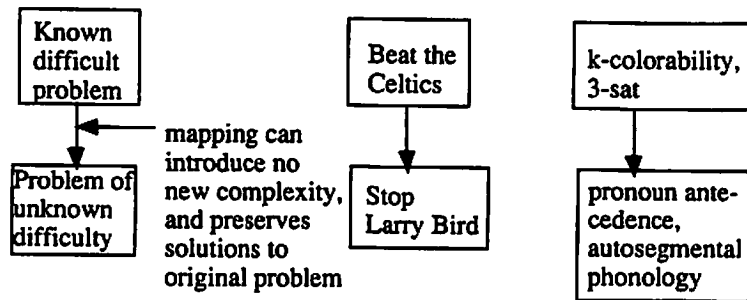 Known
difficult
problem
mapping can
introduce no
new complexity,
and preserves
solutions to
original problem
Problem of
unknown
difficulty
Beat the
Celtics
Stop
Larry Bird
k-colorability,
3-sat
pronoun ante-
cedence,
autosegmental
phonology